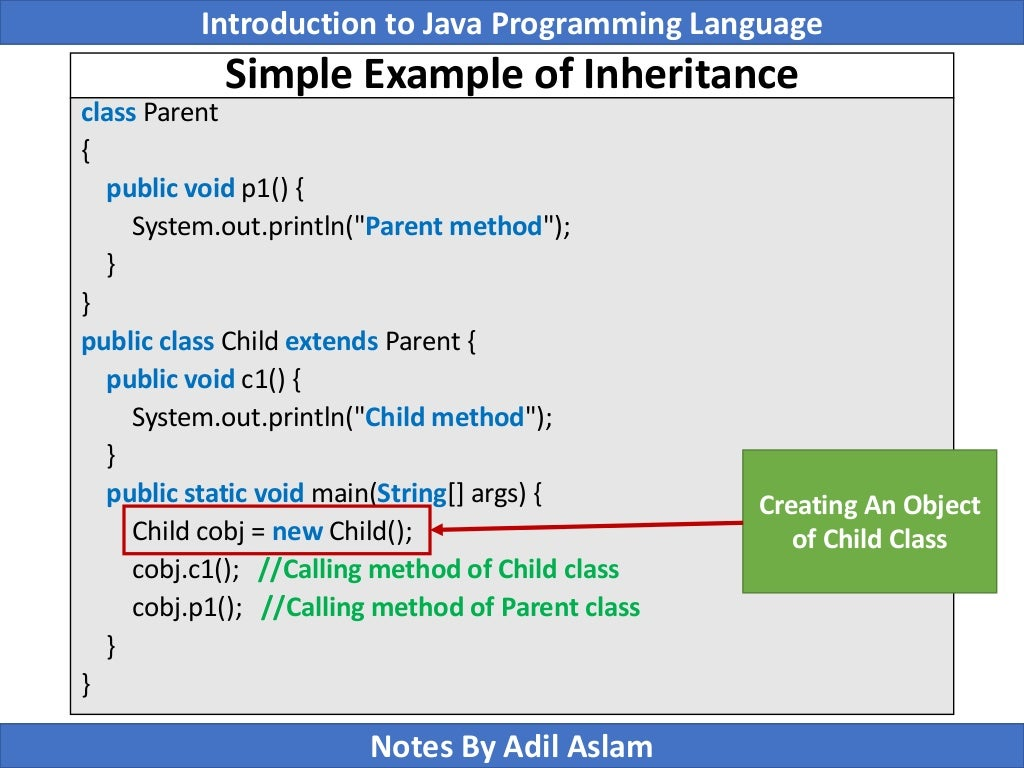 Introduction to Java Programming Language
Simple Example of Inheritance
class Parent
{
public void p1() {
System.out.println("Parent method");
}
}
public class Child extends Parent {
public void c1() {
System.out.println("Child method");
}
public static void main(String[] args) {
Child cobj = new Child();
cobj.c1(); //Calling method of Child class
cobj.p1(); //Calling method of Parent class
}
}
Creating An Object
of Child Class
Notes By Adil Aslam